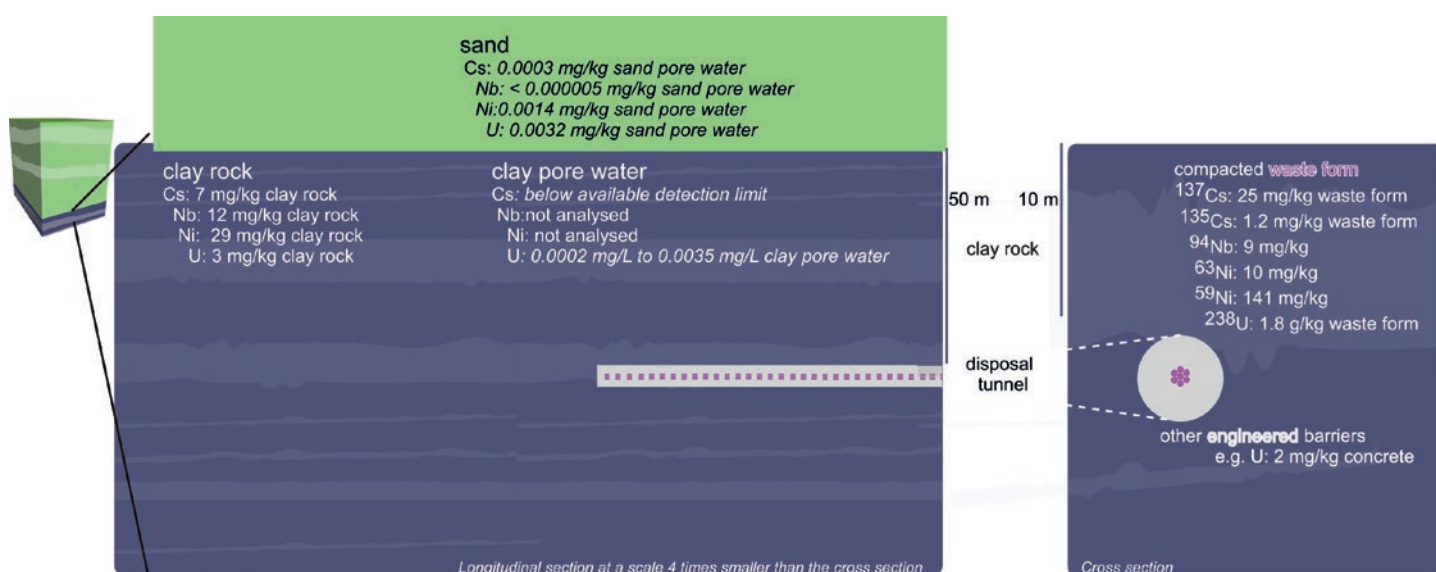 sand
Cs: 0.0003 mg/kg sand pore water
Nb: < 0.000005 mg/kg sand pore water
Ni:0.0014 mg/kg sand pore water
U: 0.0032 mg/kg sand pore water
clay rock
Cs: 7 mg/kg clay rock
Nb: 12 mg/kg clay rock
Ni: 29 mg/kg clay rock
U: 3 mg/kg clay rock
clay pore water
Cs: below available detection limit
Nb:not analysed
Ni: not analysed
U: 0.0002 mg/L to 0.0035 mg/L clay pore water
50 m
10 m
clay rock
disposal
tunnel
compacted waste form
137Cs: 25 mg/kg waste form
135Cs: 1.2 mg/kg waste form
94Nb: 9 mg/kg
63Ni: 10 mg/kg
59Ni: 141 mg/kg
238U: 1.8 g/kg waste form
other engineered barriers
e.g. U: 2 mg/kg concrete
Longitudinal section at a scale 4 times smaller than the cross section
Cross section